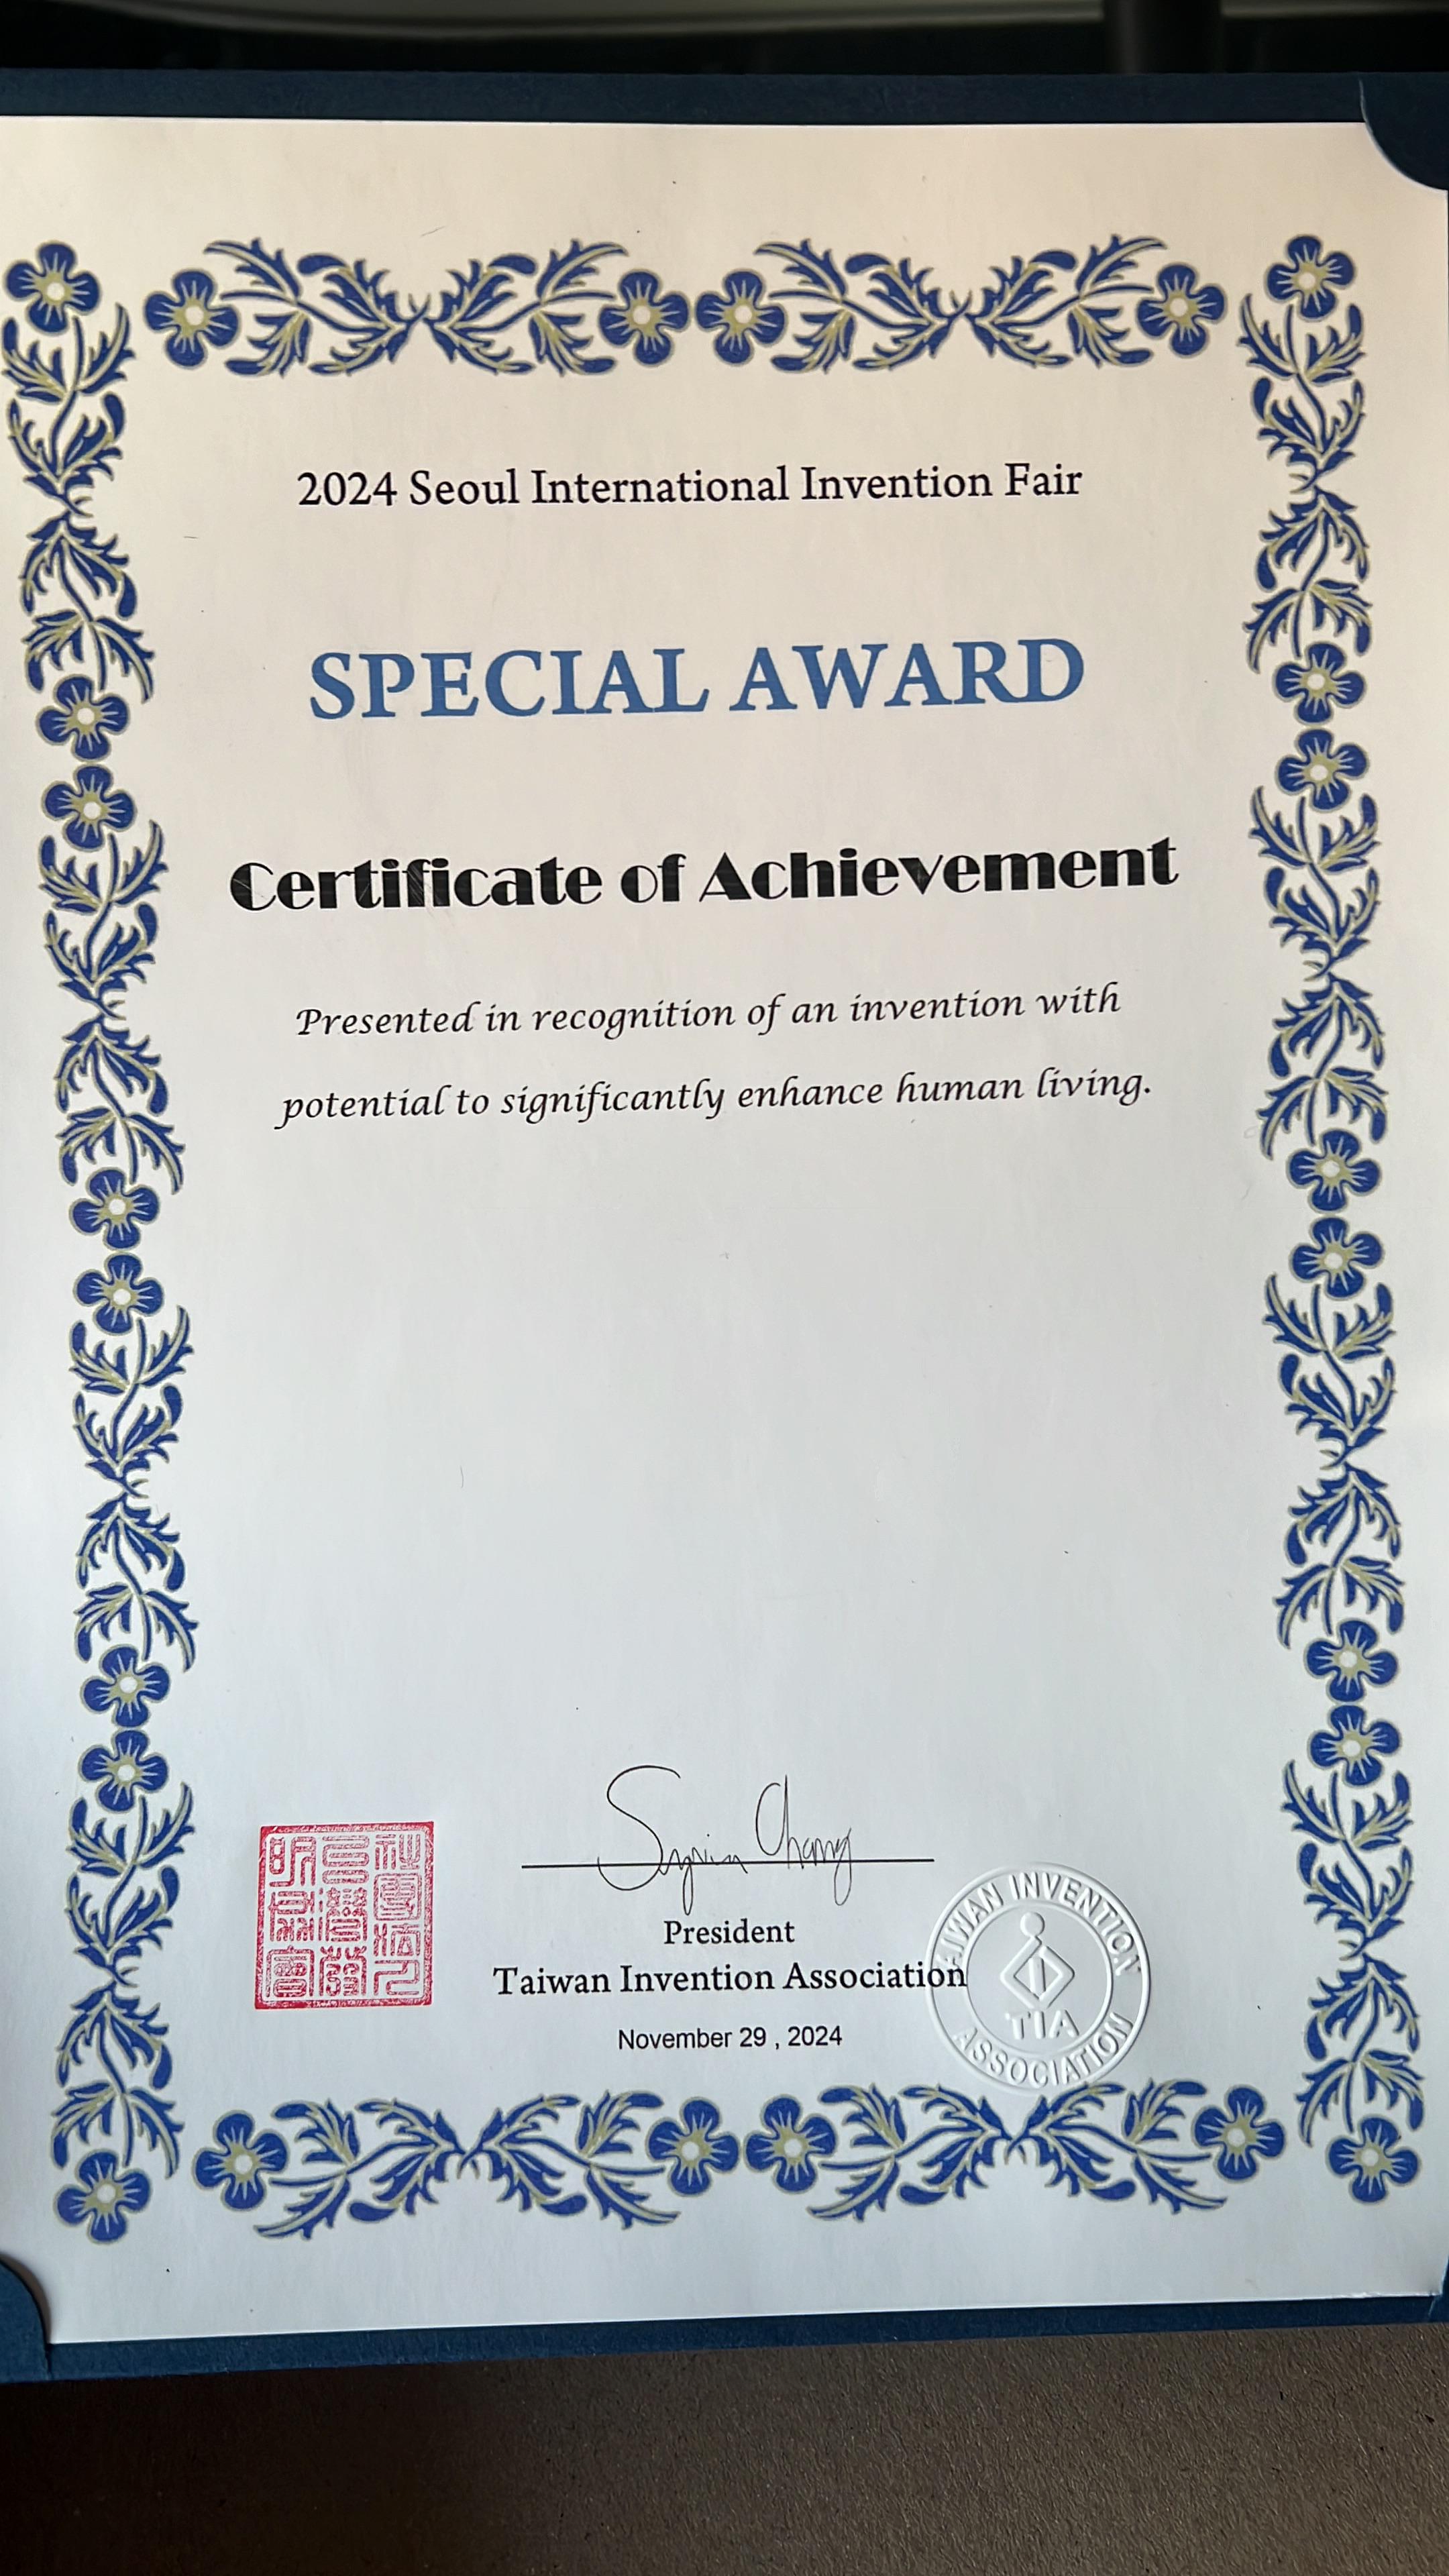 2024 Seoul International Invention Fair
SPECIAL AWARD
Certificate of Achievement
Presented in recognition of an invention with
potential to significantly enhance human living.
Chang
President
Taiwan Invention Association
November 29 , 2024
TAIWAN INVENTION
TIA
ASSOCIATION